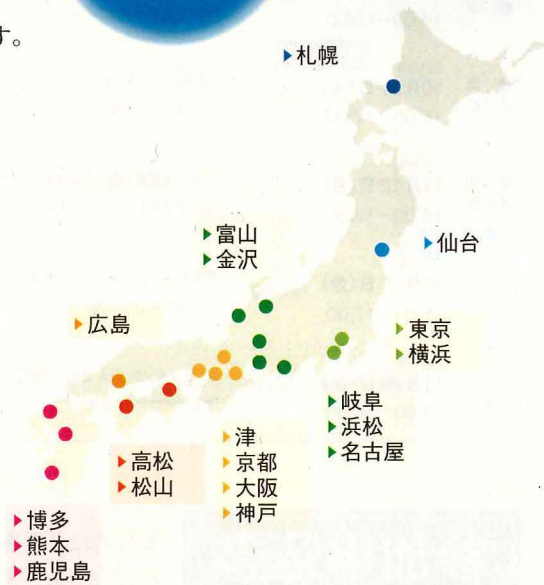 す。
▶札幌
▶仙台
▶富山
▶金沢
▶広島
▶東京
▶横浜
▶岐阜
▶浜松
▶名古屋
▶津
▶京都
▶大阪
▶神戸
▶高松
▶松山
▶博多
▶熊本
▶鹿児島